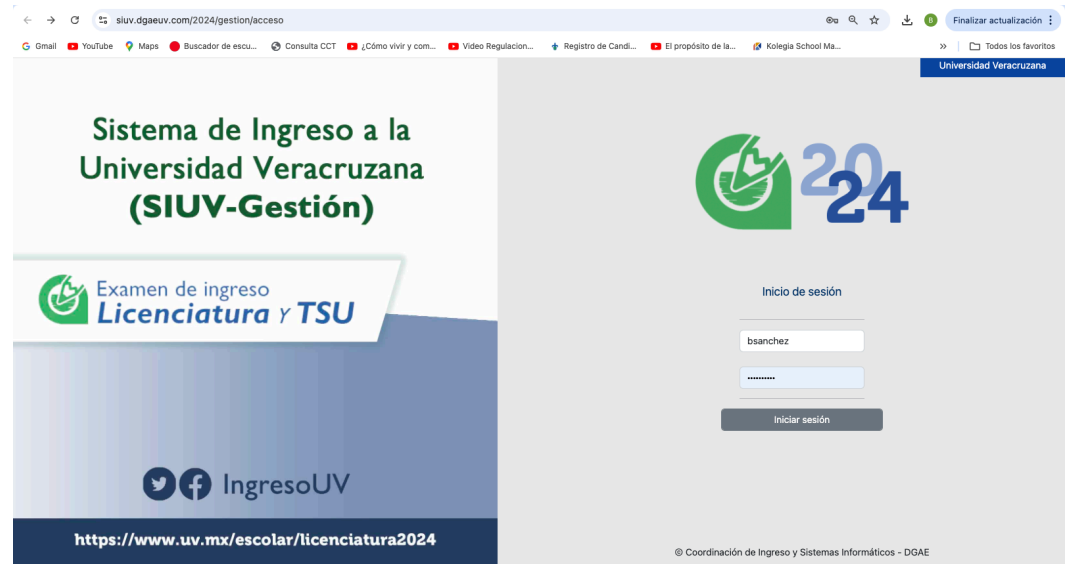 siuv.dgaeuv.com/2024/gestion/acceso
B
Finalizar actualización
Gmail
YouTube
Maps
Buscador de escu...
Consulta CCT
¿Cómo vivir y com...
Video Regulacion...
Registro de Candi...
El propósito de la...
Kolegia School Ma...
»
Todos los favoritos
Universidad Veracruzana
Sistema de Ingreso a la
Universidad Veracruzana
(SIUV-Gestión)
Examen de ingreso
Licenciatura Y TSU
IngresoUV
https://www.uv.mx/escolar/licenciatura2024
20
24
Inicio de sesión
bsanchez
••••••••••
Iniciar sesión
© Coordinación de Ingreso y Sistemas Informáticos - DGAE